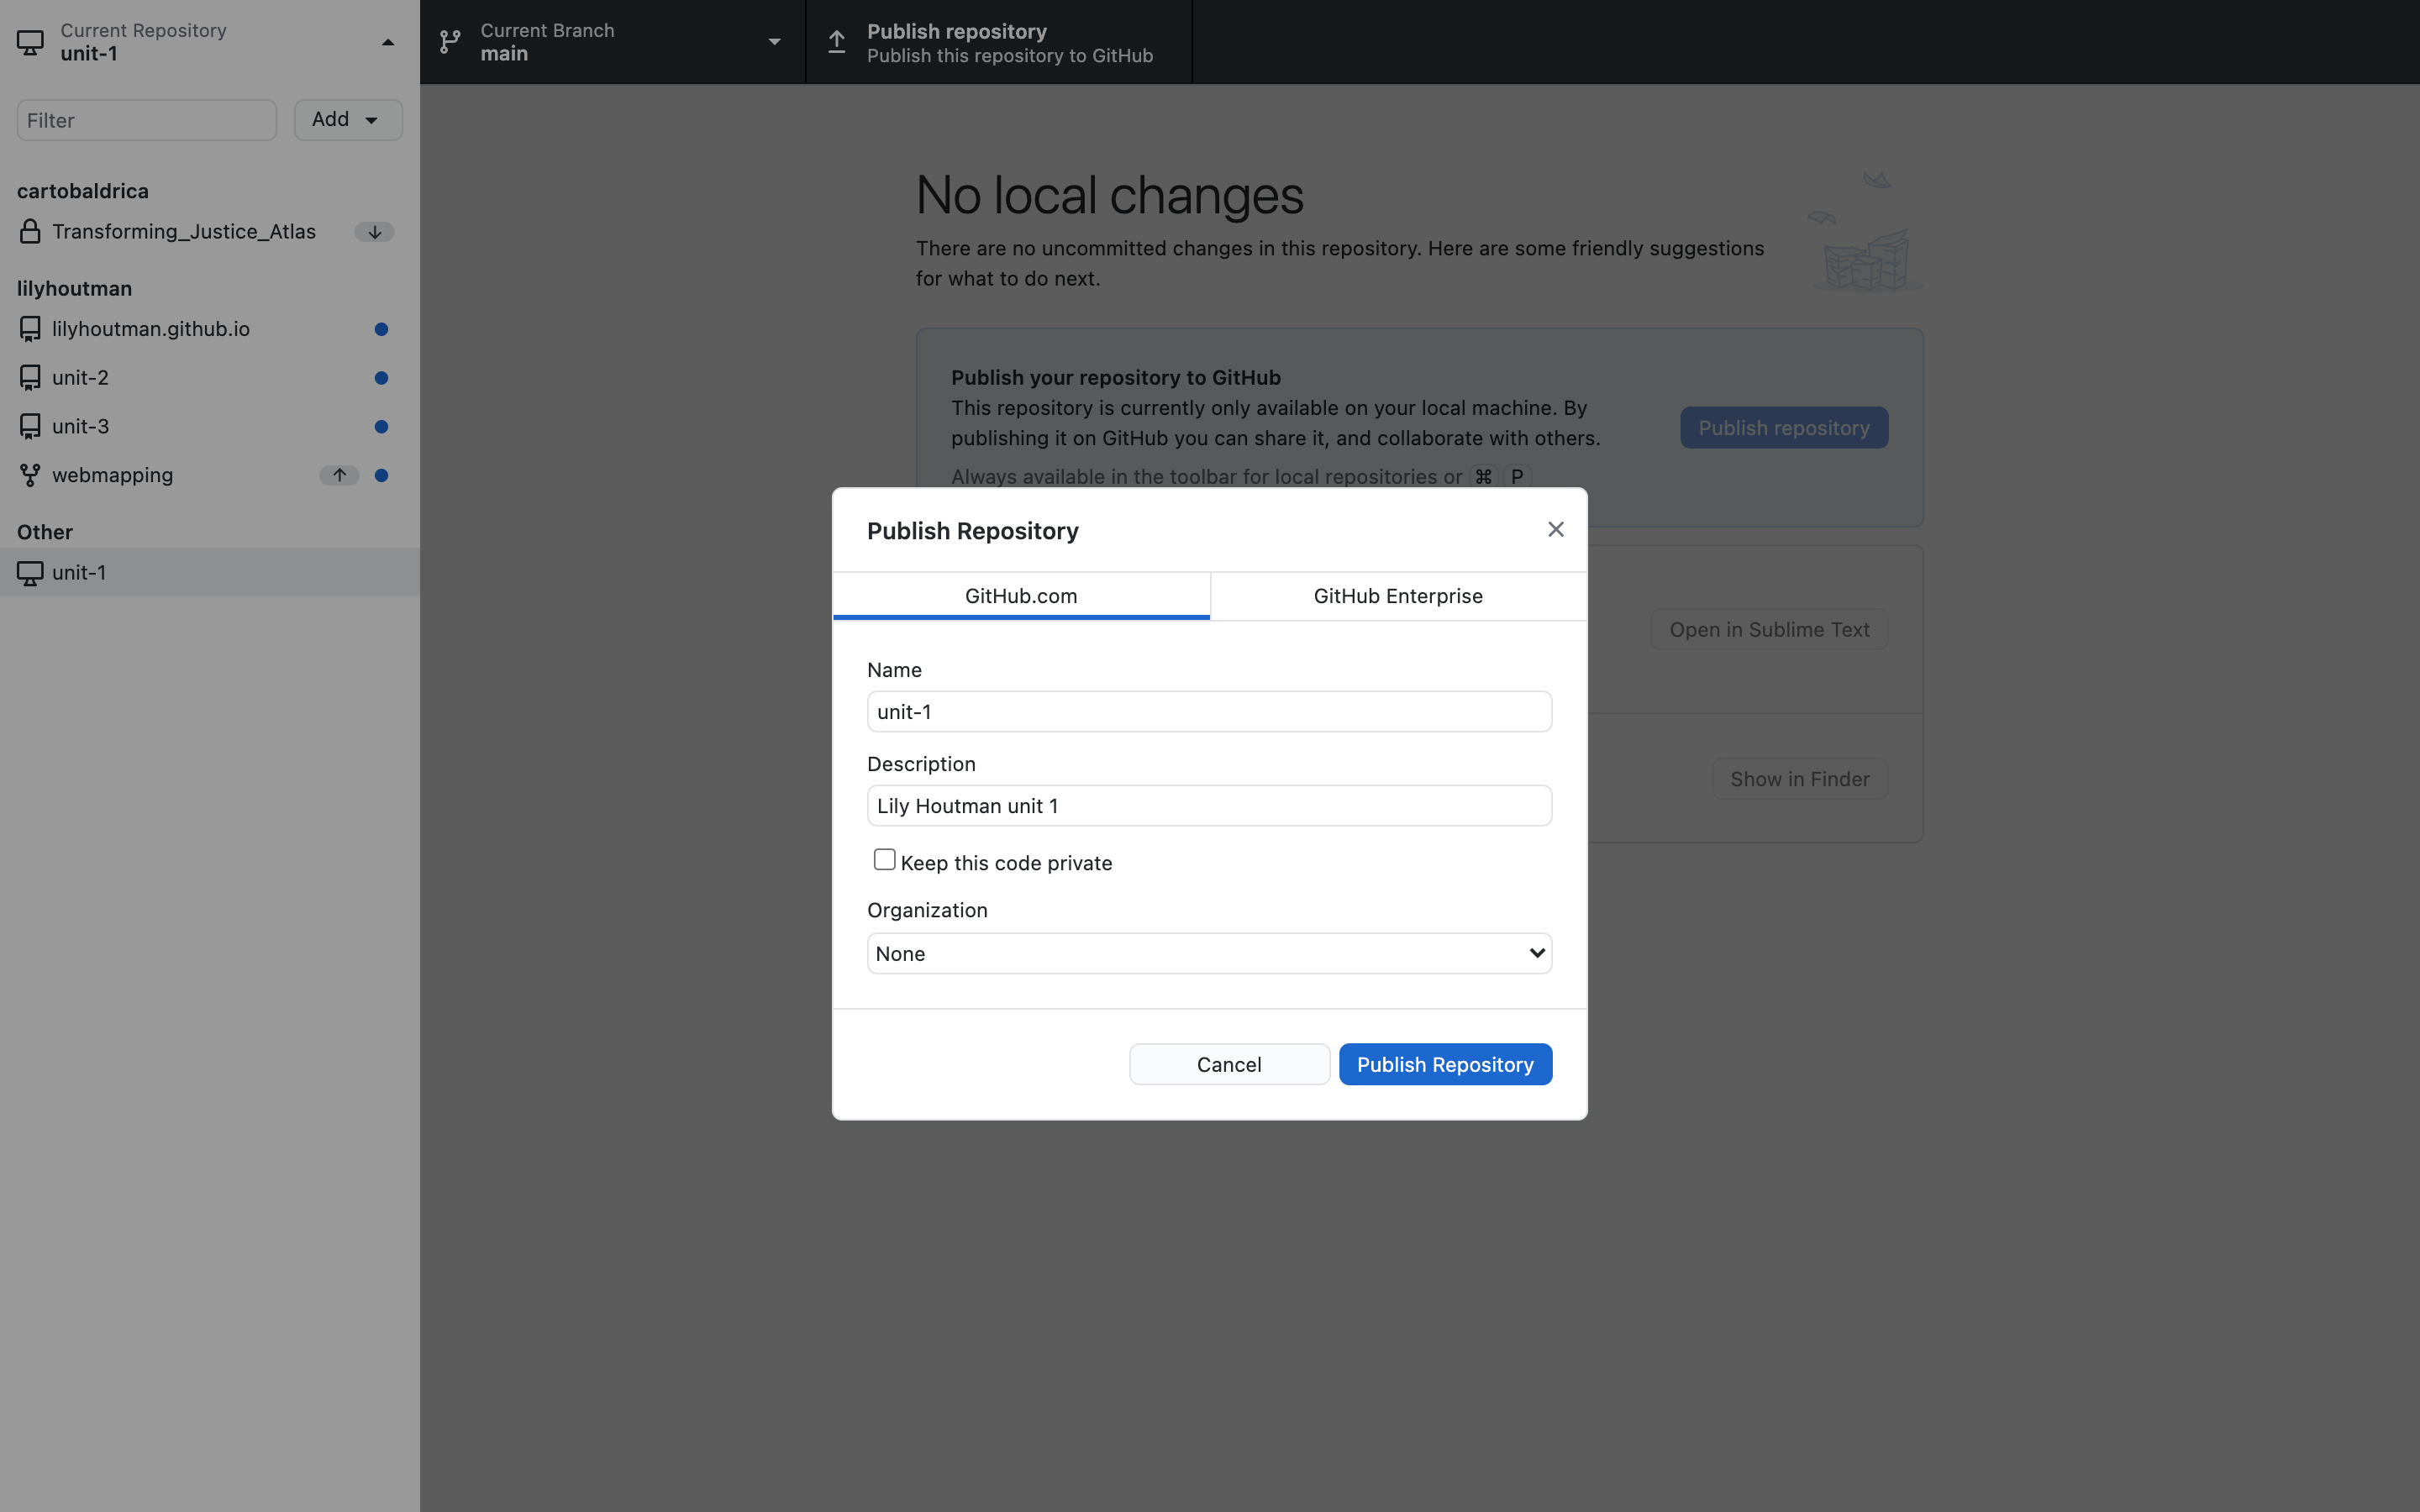 Current Repository
unit-1
Filter
Add
cartobaldrica
Transforming_Justice_Atlas
lilyhoutman
lilyhoutman.github.io
unit-2
unit-3
webmapping
Other
unit-1
Current Branch
main
Publish repository
Publish this repository to GitHub
No local changes
There are no uncommitted changes in this repository. Here are some friendly suggestions
for what to do next.
Publish your repository to GitHub
This repository is currently only available on your local machine. By
publishing it on GitHub you can share it, and collaborate with others.
Always available in the toolbar for local repositories or ⌘ P
Publish repository
Open in Sublime Text
Show in Finder
Publish Repository
GitHub.com
GitHub Enterprise
Name
unit-1
Description
Lily Houtman unit 1
Keep this code private
Organization
None
Cancel
Publish Repository